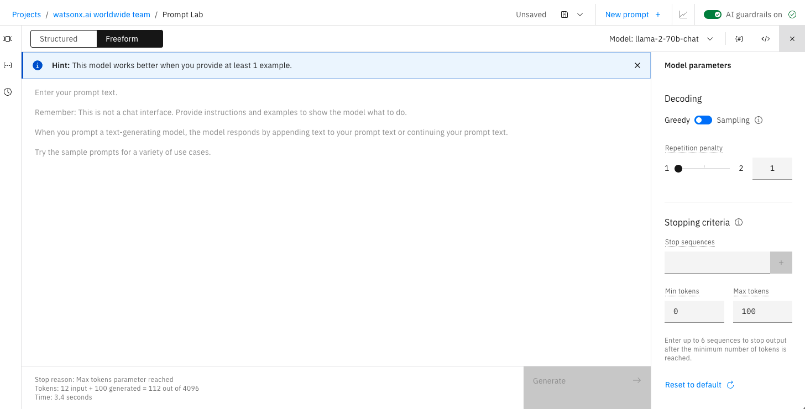 Projects / watsonx.ai worldwide team / Prompt Lab
Unsaved
New prompt +
AI guardrails on
Structured
Freeform
Model: llama-2-70b-chat
Hint: This model works better when you provide at least 1 example.
Enter your prompt text.
Remember: This is not a chat interface. Provide instructions and examples to show the model what to do.
When you prompt a text-generating model, the model responds by appending text to your prompt text or continuing your prompt text.
Try the sample prompts for a variety of use cases.
Stop reason: Max tokens parameter reached
Tokens: 12 input + 100 generated = 112 out of 4096
Time: 3.4 seconds
Generate
Model parameters
Decoding
Greedy
Sampling
Repetition penalty
1
2
1
Stopping criteria
Stop sequences
+
Min tokens
Max tokens
0
100
Enter up to 6 sequences to stop output
after the minimum number of tokens is
reached.
Reset to default